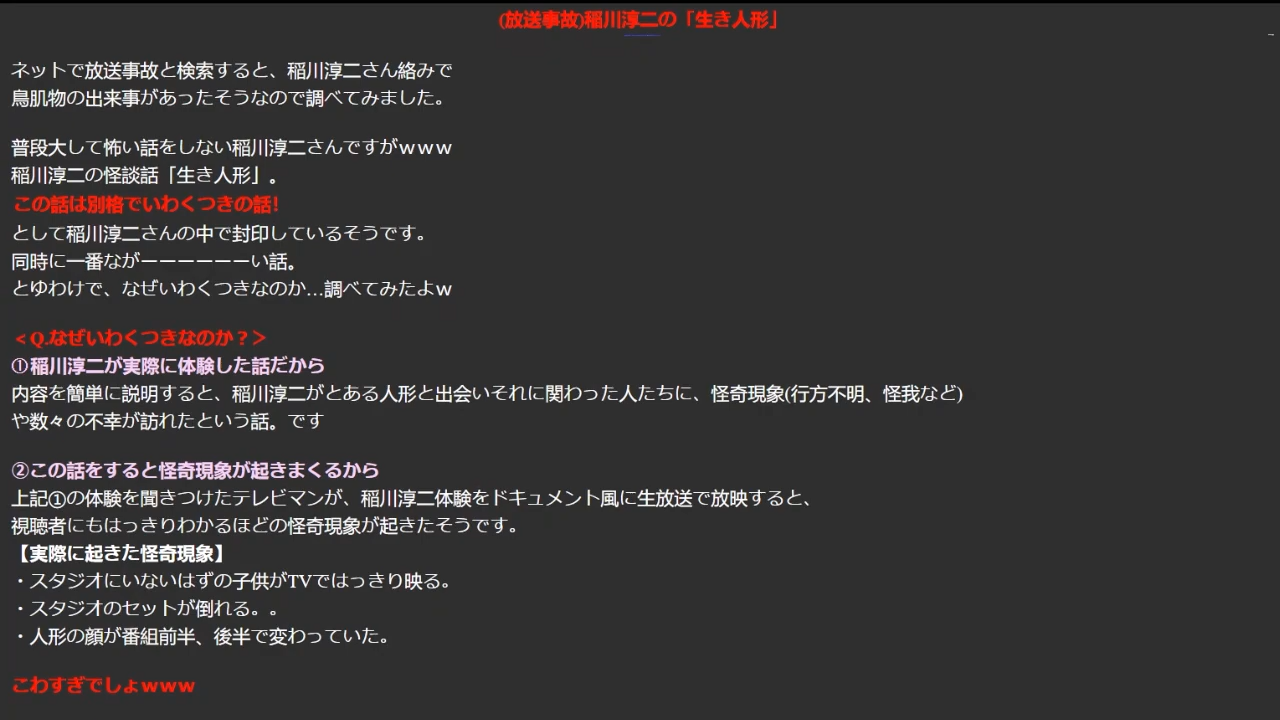 (放送事故)稲川淳二の「生き人形」
ネットで放送事故と検索すると、稲川淳二さん絡みで
鳥肌物の出来事があったそうなので調べてみました。
普段大して怖い話をしない稲川淳二さんですがｗｗｗ
稲川淳二の怪談話「生き人形」。
この話は別格でいわくつきの話!
として稲川淳二さんの中で封印しているそうです。
同時に一番ながーーーーーーい話。
とゆわけで、なぜいわくつきなのか…調べてみたよw
＜Q.なぜいわくつきなのか？＞
①稲川淳二が実際に体験した話だから
内容を簡単に説明すると、稲川淳二がとある人形と出会いそれに関わった人たちに、怪奇現象(行方不明、怪我など)
や数々の不幸が訪れたという話。です
②この話をすると怪奇現象が起きまくるから
上記①の体験を聞きつけたテレビマンが、稲川淳二体験をドキュメント風に生放送で放映すると、
視聴者にもはっきりわかるほどの怪奇現象が起きたそうです。
【実際に起きた怪奇現象】
・スタジオにいないはずの子供がTVではっきり映る。
・スタジオのセットが倒れる。。
・人形の顔が番組前半、後半で変わっていた。
こわすぎでしょwww